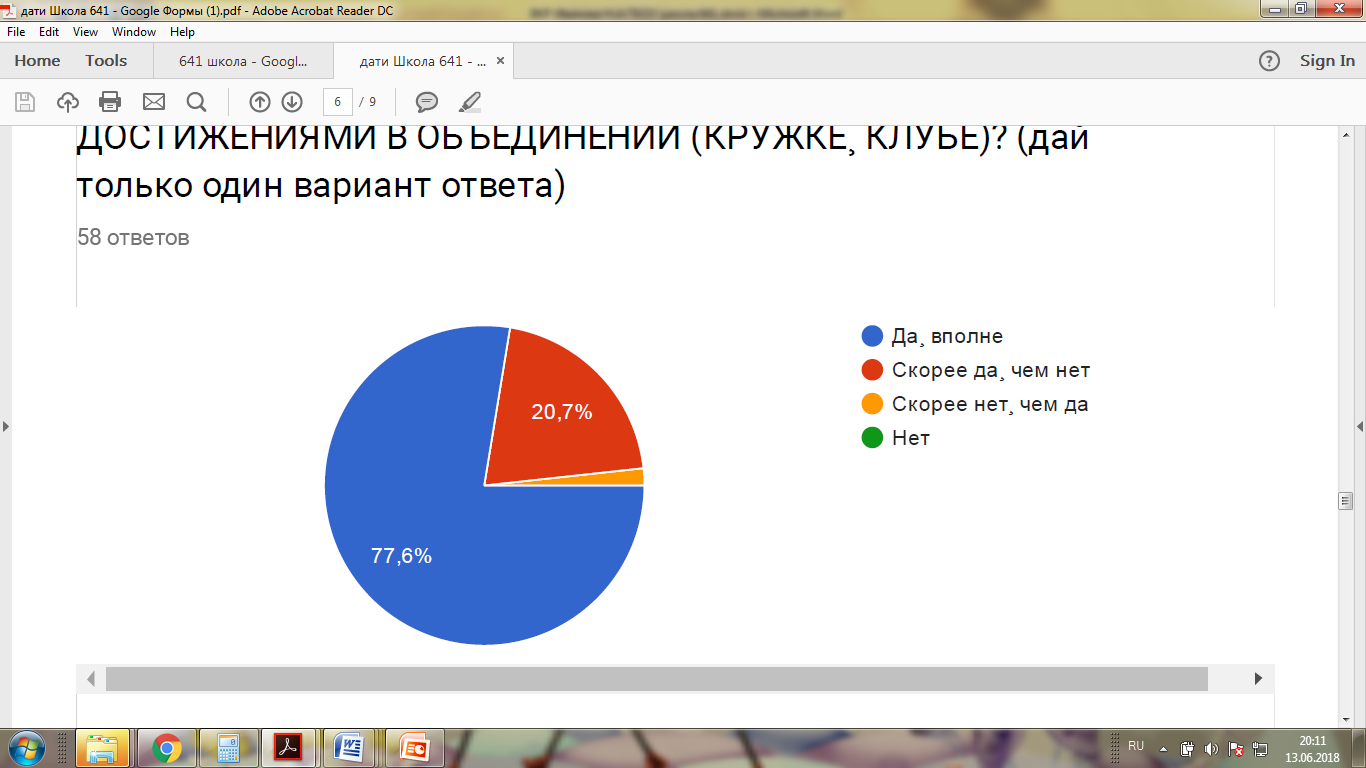 дати Школа 641 - Google Формы (1).pdf - Adobe Acrobat Reader DC
File Edit View Window Help
Home Tools 641 школа - Googl... дати Школа 641 - ... × ? Sign In
6 / 9
ДОСТИЖЕНИЯМИ В ОБЪЕДИНЕНИИ (КРУЖКЕ, КЛУБЕ)? (дай
только один вариант ответа)
58 ответов
Да, вполне
Скорее да, чем нет
Скорее нет, чем да
Нет
20,7%
77,6%
RU 20:11
13.06.2018